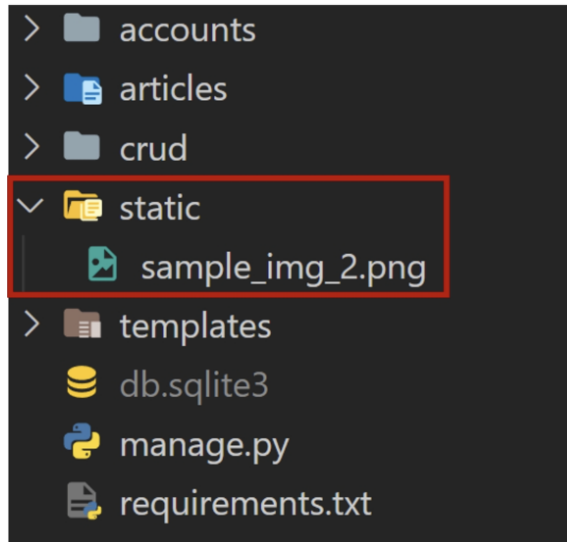 accounts
articles
crud
static
sample_img_2.png
templates
db.sqlite3
manage.py
requirements.txt